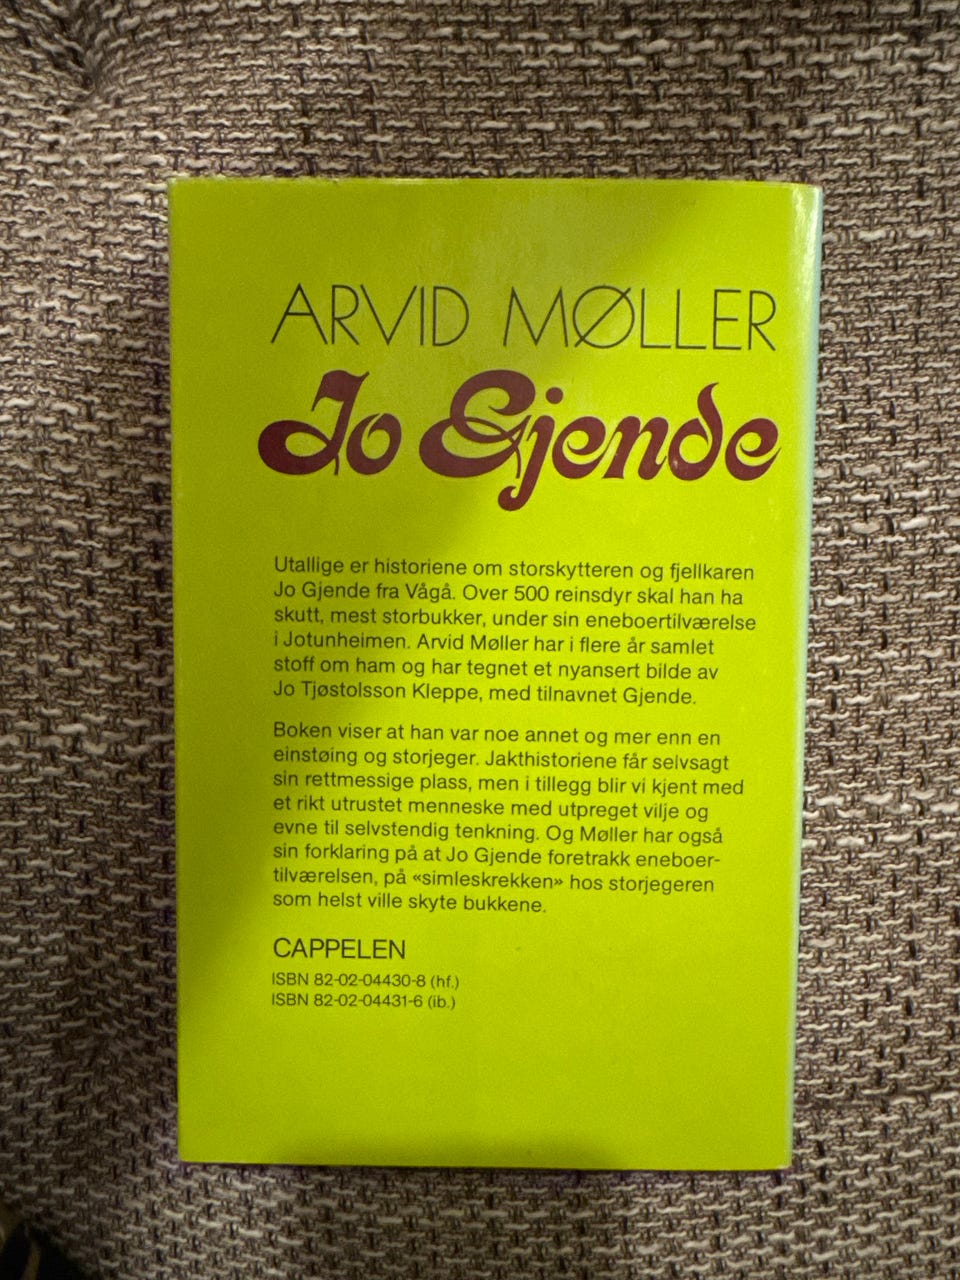 ARVID MØLLER
Jo Gjende
Utallige er historiene om storskytteren og fjellkaren
Jo Gjende fra Vågå. Over 500 reinsdyr skal han ha
skutt, mest storbukker, under sin eneboertilværelse
i Jotunheimen. Arvid Møller har i flere år samlet
stoff om ham og har tegnet et nyansert bilde av
Jo Tjøstolsson Kleppe, med tilnavnet Gjende.
Boken viser at han var noe annet og mer enn en
einstøing og storjeger. Jakthistoriene får selvsagt
sin rettmessige plass, men i tillegg blir vi kjent med
et rikt utrustet menneske med utpreget vilje og
evne til selvstendig tenkning. Og Møller har også
sin forklaring på at Jo Gjende foretrakk eneboer-
tilværelsen, på «simleskrekken» hos storjegeren
som helst ville skyte bukkene.
CAPPELEN
ISBN 82-02-04430-8 (hf.)
ISBN 82-02-04431-6 (ib.)